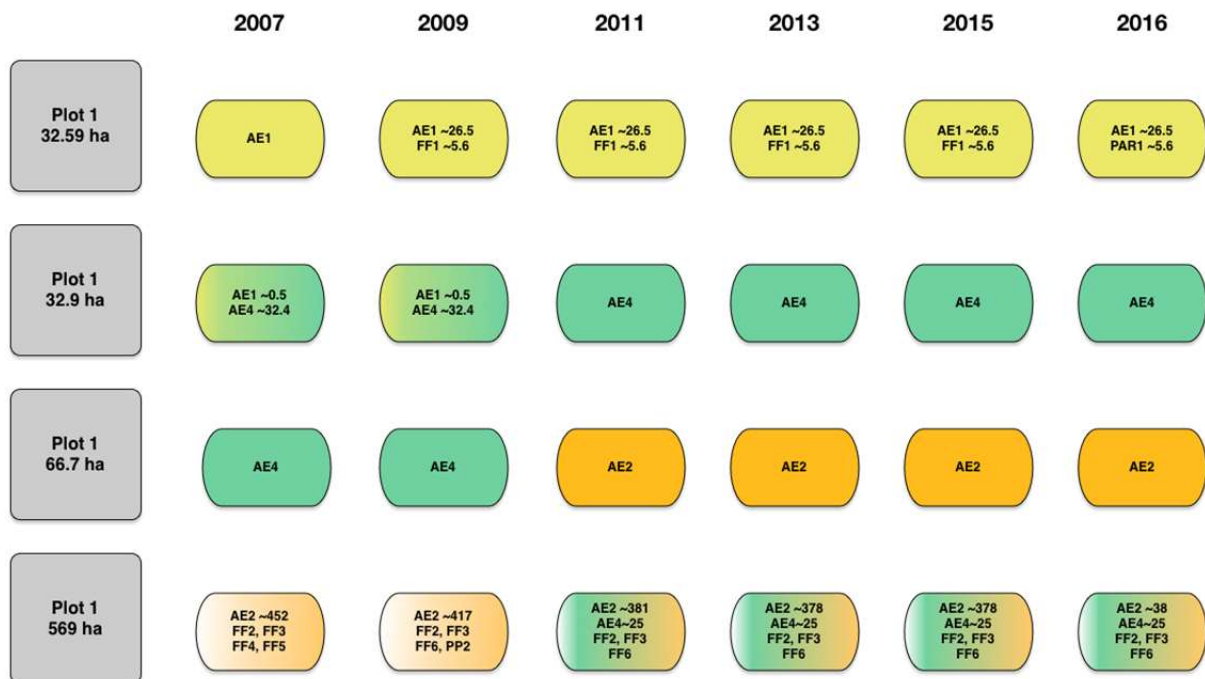 2007 2009 2011 2013 2015 2016
Plot 1
32.59 ha
AE1
AE1 ~26.5
FF1 ~5.6
AE1 ~26.5
FF1 ~5.6
AE1 ~26.5
FF1 ~5.6
AE1 ~26.5
FF1 ~5.6
AE1 ~26.5
PAR1 ~5.6
Plot 1
32.9 ha
AE1 ~0.5
AE4 ~32.4
AE1 ~0.5
AE4 ~32.4
AE4
AE4
AE4
AE4
Plot 1
66.7 ha
AE4
AE4
AE2
AE2
AE2
AE2
Plot 1
569 ha
AE2 ~452
FF2, FF3
FF4, FF5
AE2 ~417
FF2, FF3
FF6, PP2
AE2 ~381
AE4~25
FF2, FF3
FF6
AE2 ~378
AE4~25
FF2, FF3
FF6
AE2 ~378
AE4~25
FF2, FF3
FF6
AE2 ~38
AE4~25
FF2, FF3
FF6